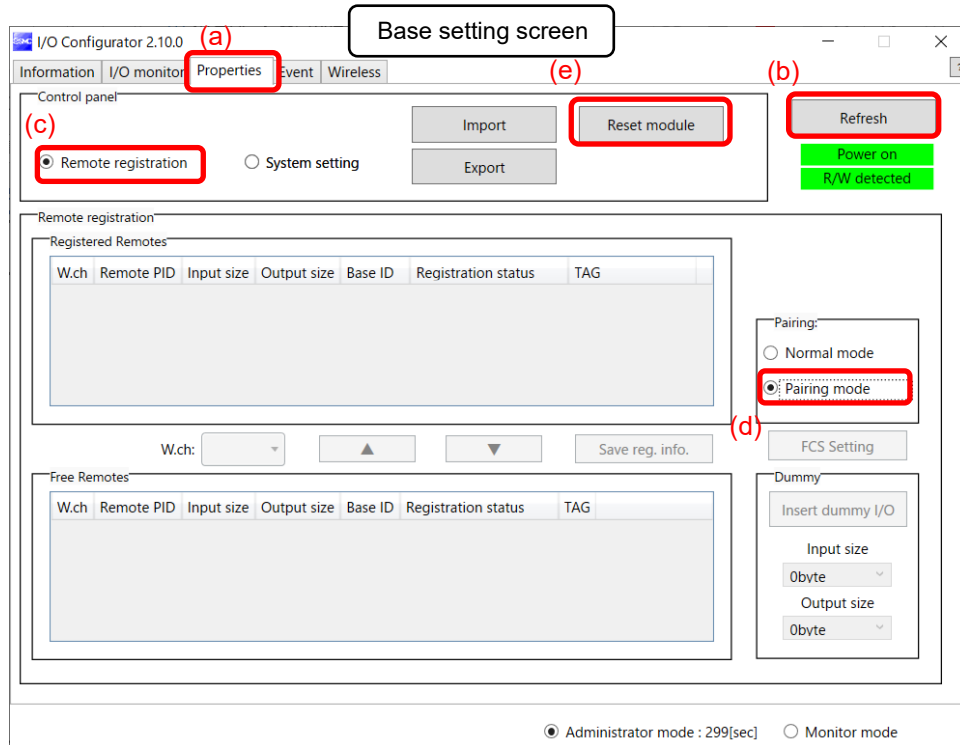 Base setting screen
SMC I/O Configurator 2.10.0
(a)
Information I/O monitor Properties Event Wireless
(e)
(b)
?
Control panel
(c)
Import
Reset module
Refresh
Remote registration
System setting
Export
Power on
R/W detected
Remote registration
Registered Remotes
W.ch Remote PID Input size Output size Base ID Registration status TAG
Pairing:
Normal mode
Pairing mode
(d)
W.ch:
▲
▼
Save reg. info.
FCS Setting
Free Remotes
W.ch Remote PID Input size Output size Base ID Registration status TAG
Dummy
Insert dummy I/O
Input size
0byte
Output size
0byte
Administrator mode : 299[sec]
Monitor mode